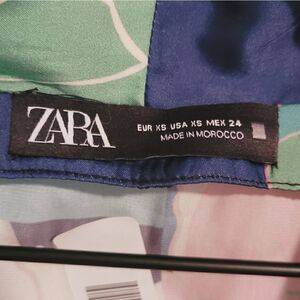 ZARA
EUR XS USA XS MEX 24
MADE IN MOROCCO